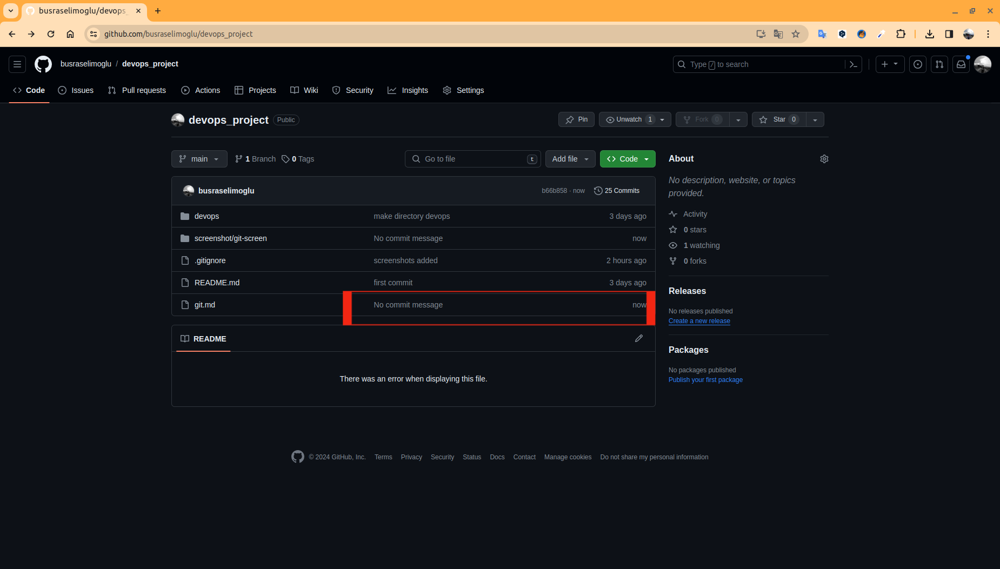 busraselimoglu/devops_
github.com/busraselimoglu/devops_project
busraselimoglu / devops_project
Type / to search
Code Issues Pull requests Actions Projects Wiki Security Insights Settings
devops_project Public
Pin Unwatch 1 Fork 0 Star 0
main 1 Branch 0 Tags Go to file t Add file Code
busraselimoglu b66b858 · now 25 Commits
devops make directory devops 3 days ago
screenshot/git-screen No commit message now
.gitignore screenshots added 2 hours ago
README.md first commit 3 days ago
git.md No commit message now
README
There was an error when displaying this file.
About
No description, website, or topics
provided.
Activity
0 stars
1 watching
0 forks
Releases
No releases published
Create a new release
Packages
No packages published
Publish your first package
© 2024 GitHub, Inc. Terms Privacy Security Status Docs Contact Manage cookies Do not share my personal information